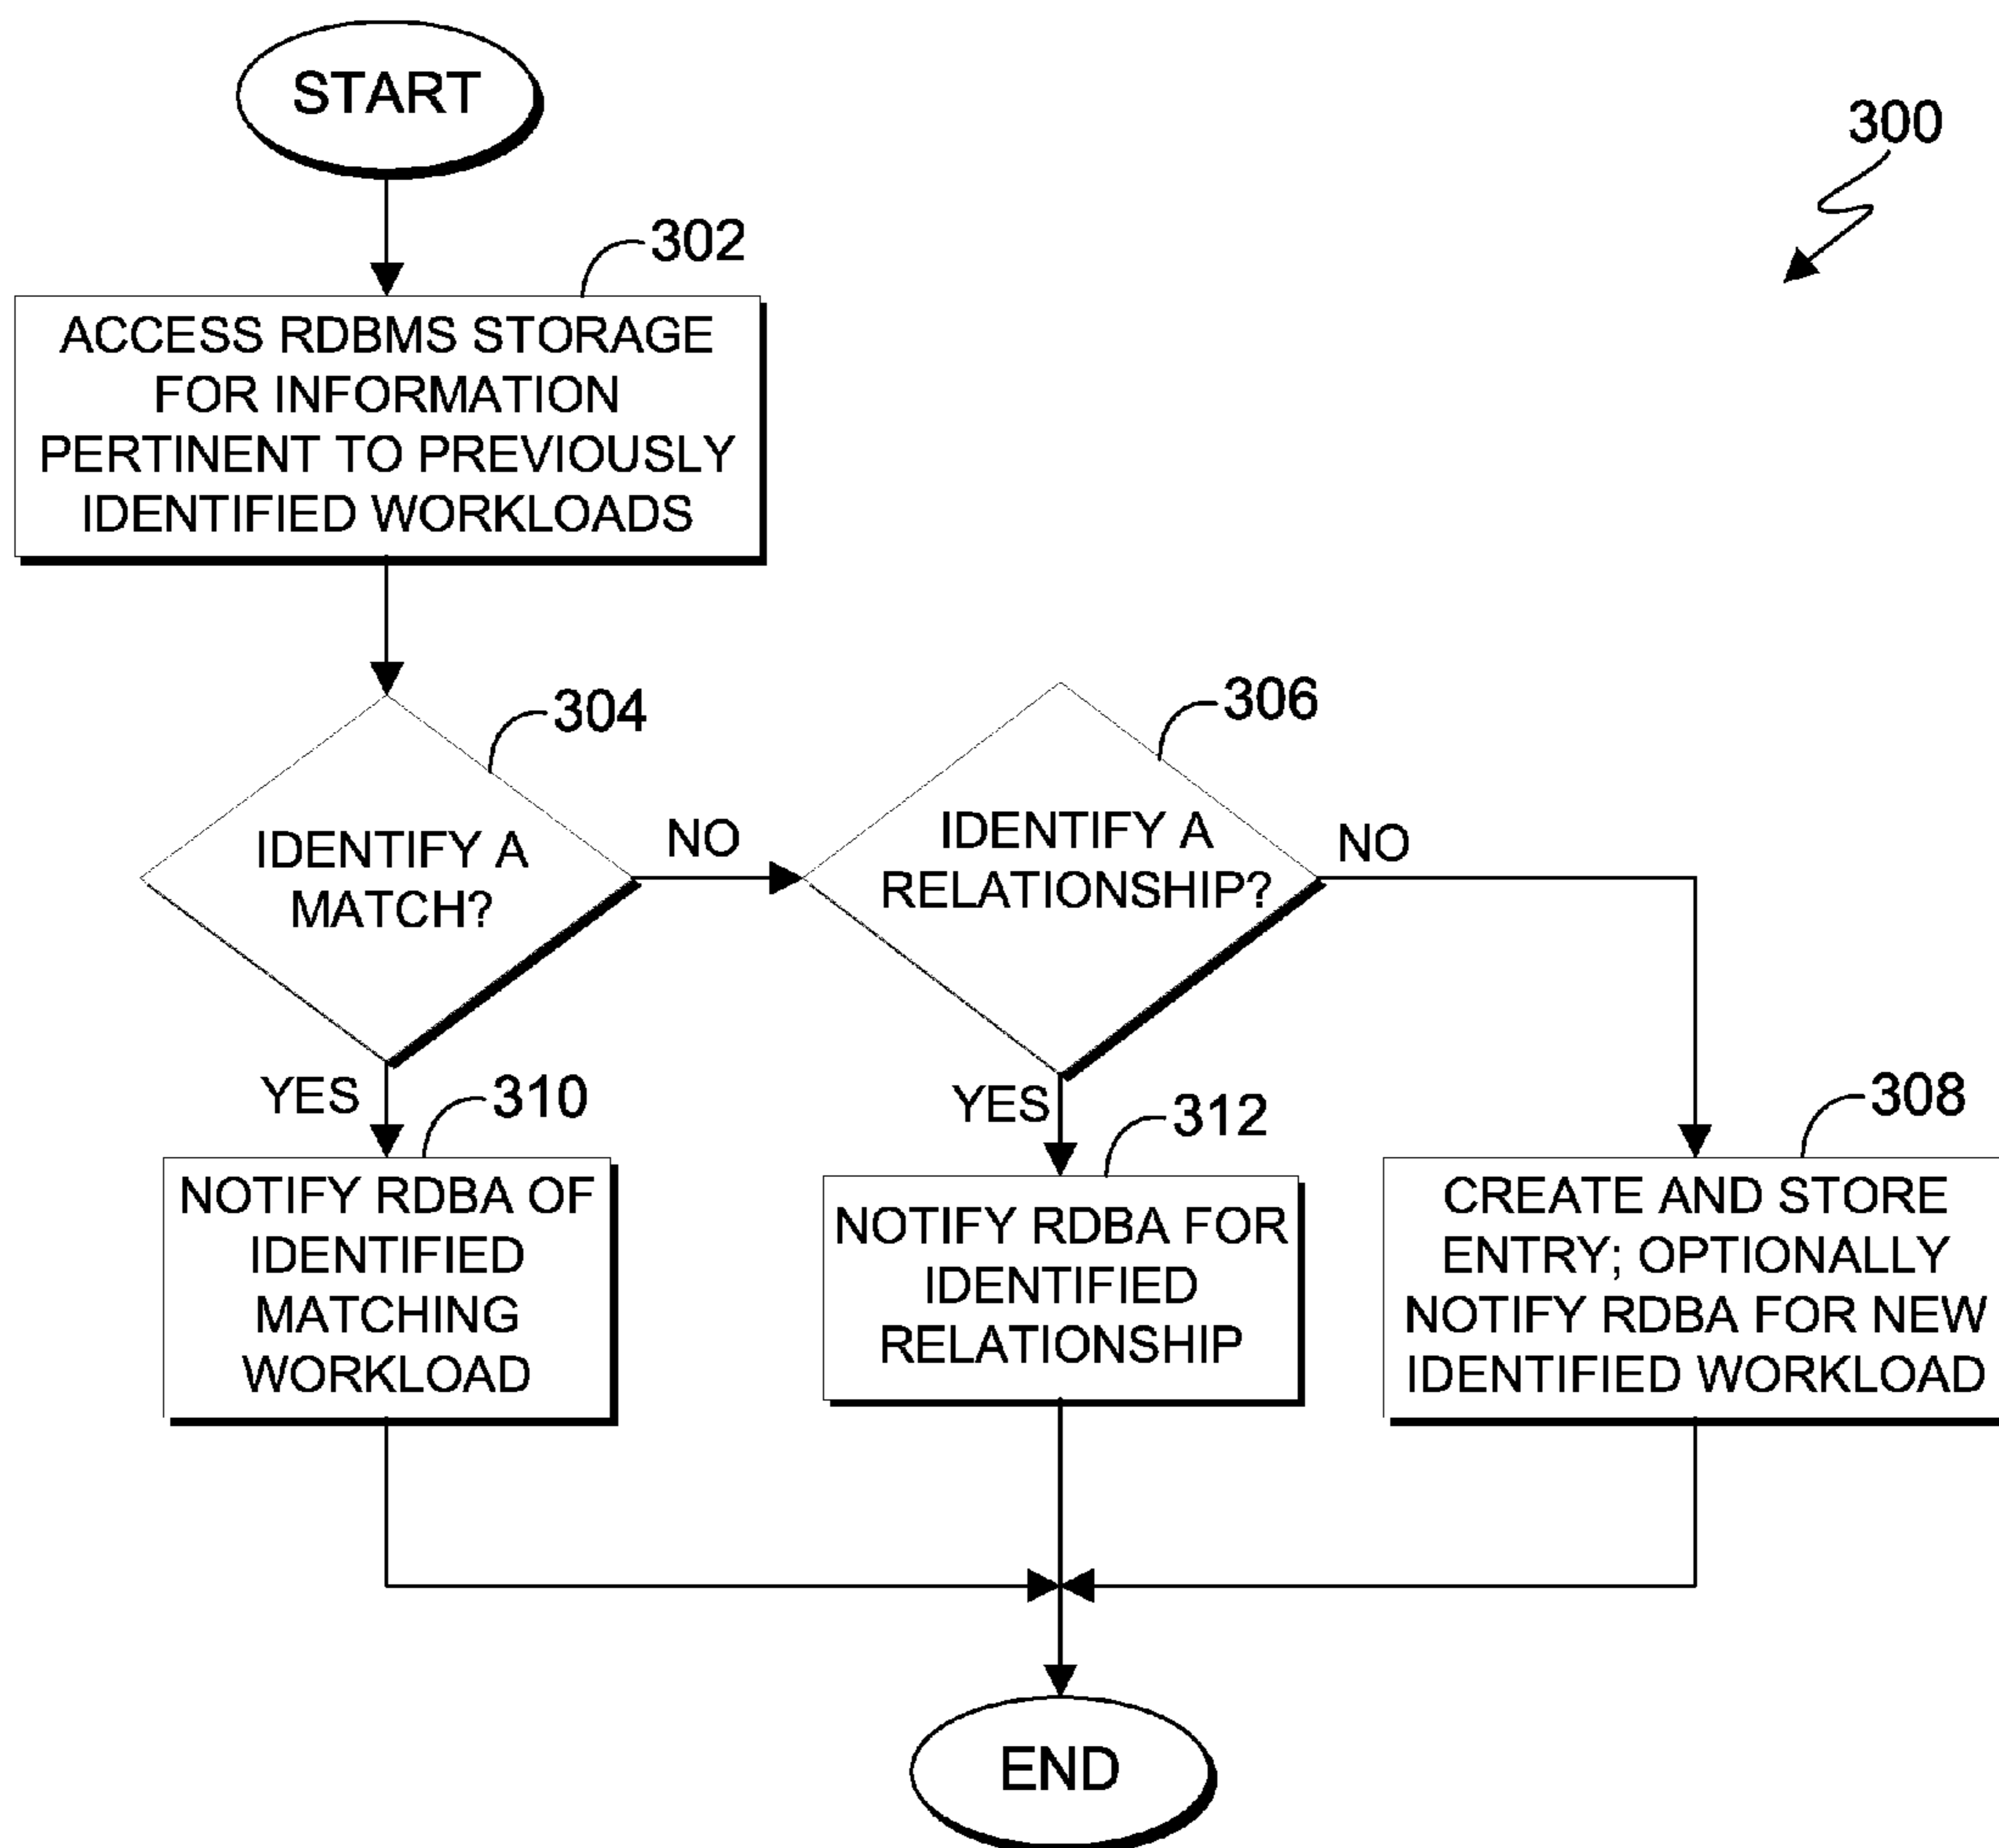 START
300
302
ACCESS RDBMS STORAGE
FOR INFORMATION
PERTINENT TO PREVIOUSLY
IDENTIFIED WORKLOADS
304
306
IDENTIFY A
MATCH?
NO
IDENTIFY A
RELATIONSHIP?
NO
YES
310
YES
312
308
NOTIFY RDBA OF
IDENTIFIED
MATCHING
WORKLOAD
NOTIFY RDBA FOR
IDENTIFIED
RELATIONSHIP
CREATE AND STORE
ENTRY; OPTIONALLY
NOTIFY RDBA FOR NEW
IDENTIFIED WORKLOAD
END